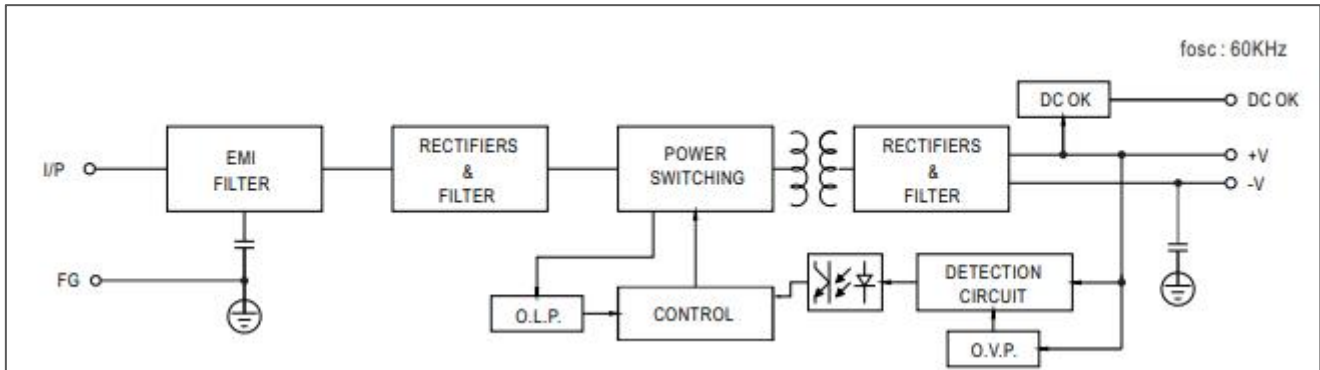 fosc : 60KHz
DC OK
DC OK
I/P
EMI
FILTER
RECTIFIERS
&
FILTER
POWER
SWITCHING
RECTIFIERS
&
FILTER
+V
-V
FG
O.L.P.
CONTROL
DETECTION
CIRCUIT
O.V.P.